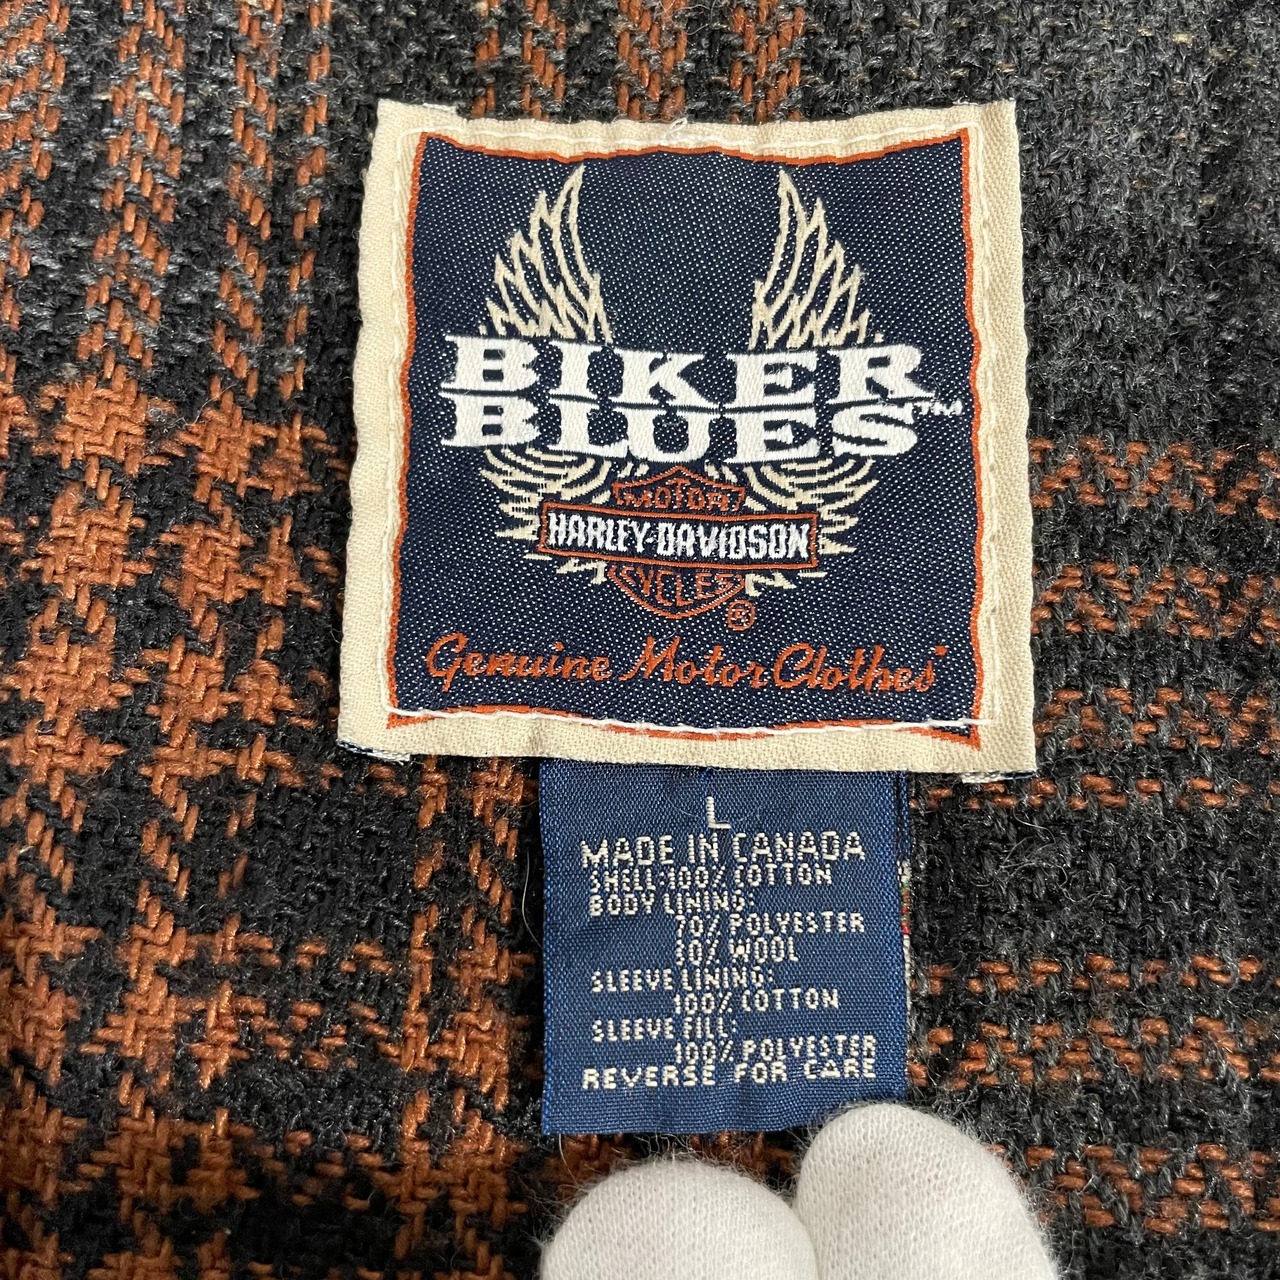 BIKER
BLUES™
MOTOR
HARLEY-DAVIDSON
CYCLES
®
Genuine Motor Clothes
L
MADE IN CANADA
SHELL:100% COTTON
BODY LINING:
70% POLYESTER
30% WOOL
SLEEVE LINING:
100% COTTON
SLEEVE FILL:
100% POLYESTER
REVERSE FOR CARE